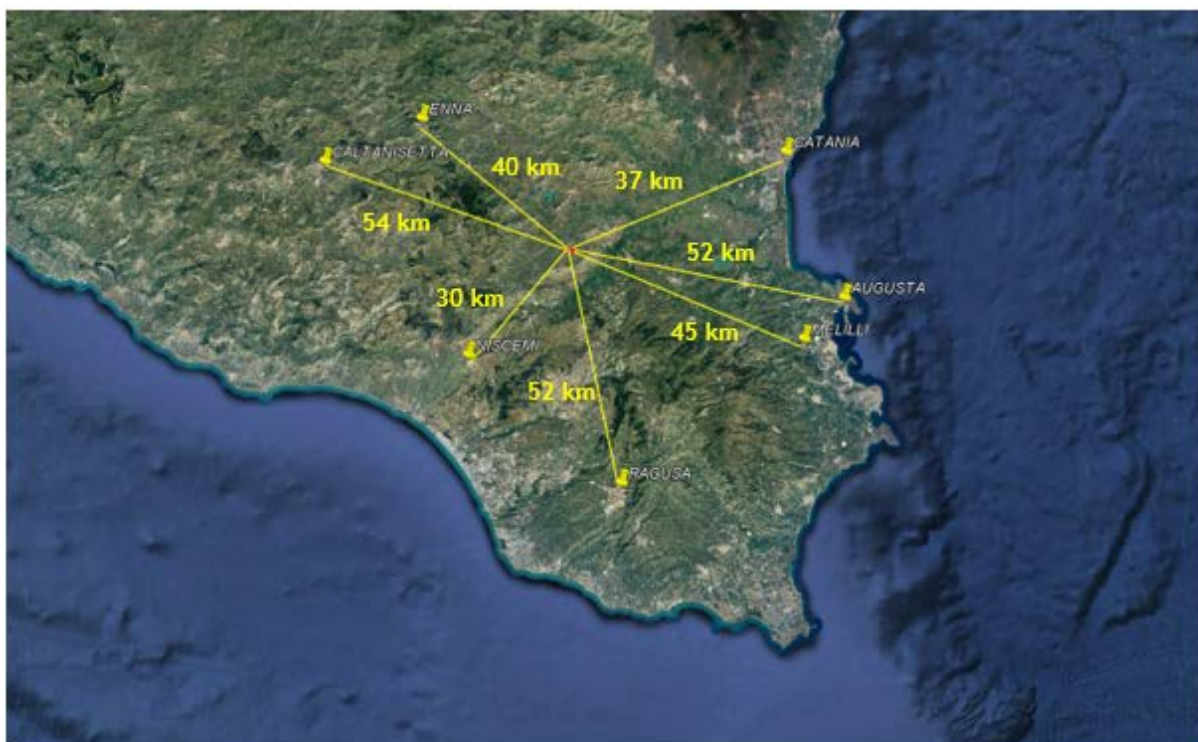 ENNA
CATANIA
CALTANISETTA
40 km
37 km
54 km
52 km
AUGUSTA
30 km
MELILLI
45 km
NISCEMI
52 km
RAGUSA